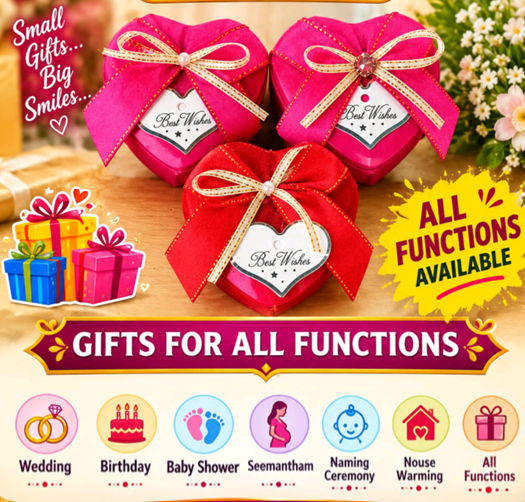 Small
Gifts...
Big
Smiles...
Best Wishes
Best Wishes
Best Wishes
ALL
FUNCTIONS
AVAILABLE
GIFTS FOR ALL FUNCTIONS
Wedding
Birthday
Baby Shower
Seemantham
Naming
Ceremony
Nouse
Warming
All
Functions